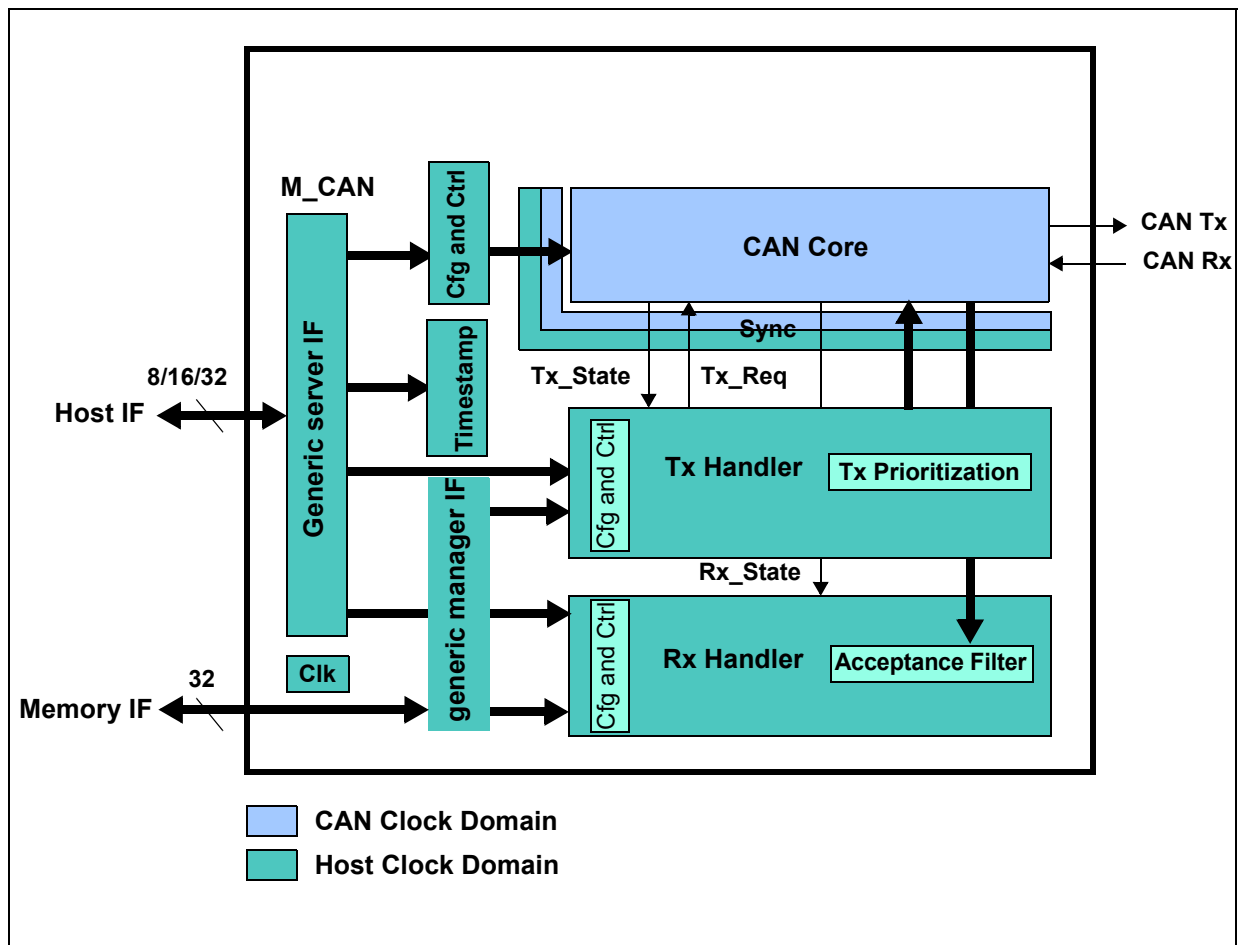 M_CAN
Cfg and Ctrl
CAN Core
CAN Tx
CAN Rx
Sync
Generic server IF
Timestamp
8/16/32
Host IF
Tx_State
Tx_Req
Cfg and Ctrl
Tx Handler
Tx Prioritization
generic manager IF
Rx_State
Cfg and Ctrl
Rx Handler
Acceptance Filter
Clk
32
Memory IF
CAN Clock Domain
Host Clock Domain